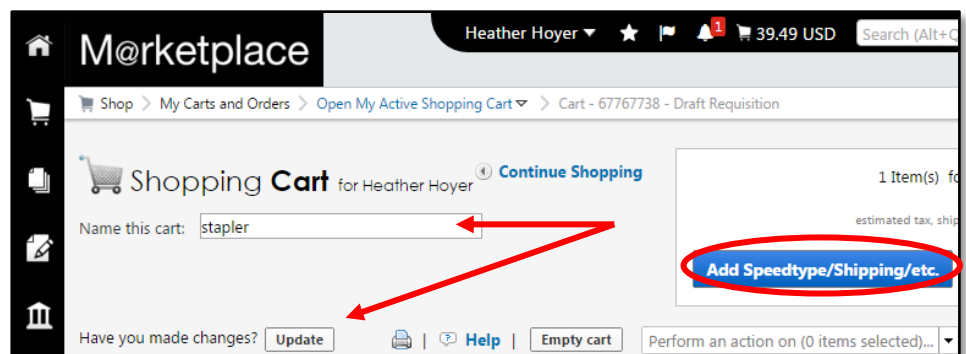 Heather Hoyer 1 39.49 USD Search (Alt+Q
M@rketplace
Shop > My Carts and Orders > Open My Active Shopping Cart > Cart - 67767738 - Draft Requisition
Shopping Cart for Heather Hoyer Continue Shopping
1 Item(s) fo
Name this cart: stapler
estimated tax, ship
Add Speedtype/Shipping/etc.
Have you made changes? Update | ? Help | Empty cart Perform an action on (0 items selected)...